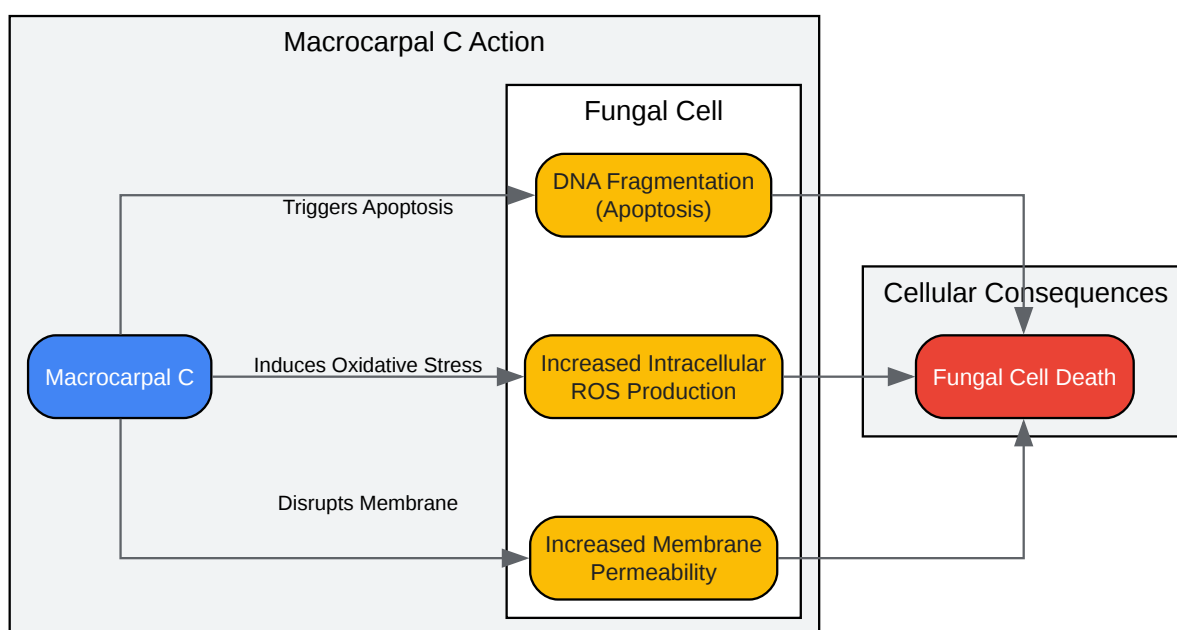 Macrocarpal C Action
Fungal Cell
DNA Fragmentation
(Apoptosis)
Triggers Apoptosis
Cellular Consequences
Macrocarpal C
Induces Oxidative Stress
Increased Intracellular
ROS Production
Fungal Cell Death
Disrupts Membrane
Increased Membrane
Permeability